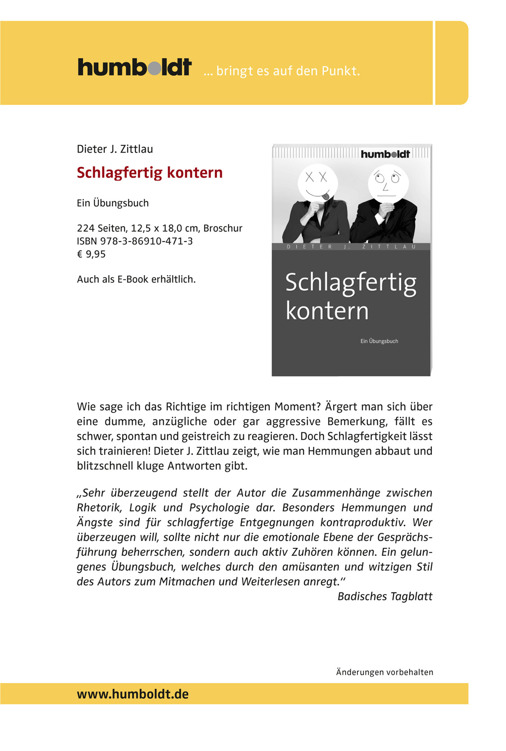 humboldt ... bringt es auf den Punkt.
Dieter J. Zittlau
Schlagfertig kontern
Ein Übungsbuch
224 Seiten, 12,5 x 18,0 cm, Broschur
ISBN 978-3-86910-471-3
€ 9,95
Auch als E-Book erhältlich.
humboldt
DIETER J. ZITTLAU
Schlagfertig
kontern
Ein Übungsbuch
Wie sage ich das Richtige im richtigen Moment? Ärgert man sich über
eine dumme, anzügliche oder gar aggressive Bemerkung, fällt es
schwer, spontan und geistreich zu reagieren. Doch Schlagfertigkeit lässt
sich trainieren! Dieter J. Zittlau zeigt, wie man Hemmungen abbaut und
blitzschnell kluge Antworten gibt.
„Sehr überzeugend stellt der Autor die Zusammenhänge zwischen
Rhetorik, Logik und Psychologie dar. Besonders Hemmungen und
Ängste sind für schlagfertige Entgegnungen kontraproduktiv. Wer
überzeugen will, sollte nicht nur die emotionale Ebene der Gesprächs-
führung beherrschen, sondern auch aktiv Zuhören können. Ein gelun-
genes Übungsbuch, welches durch den amüsanten und witzigen Stil
des Autors zum Mitmachen und Weiterlesen anregt.“
Badisches Tagblatt
Änderungen vorbehalten
www.humboldt.de